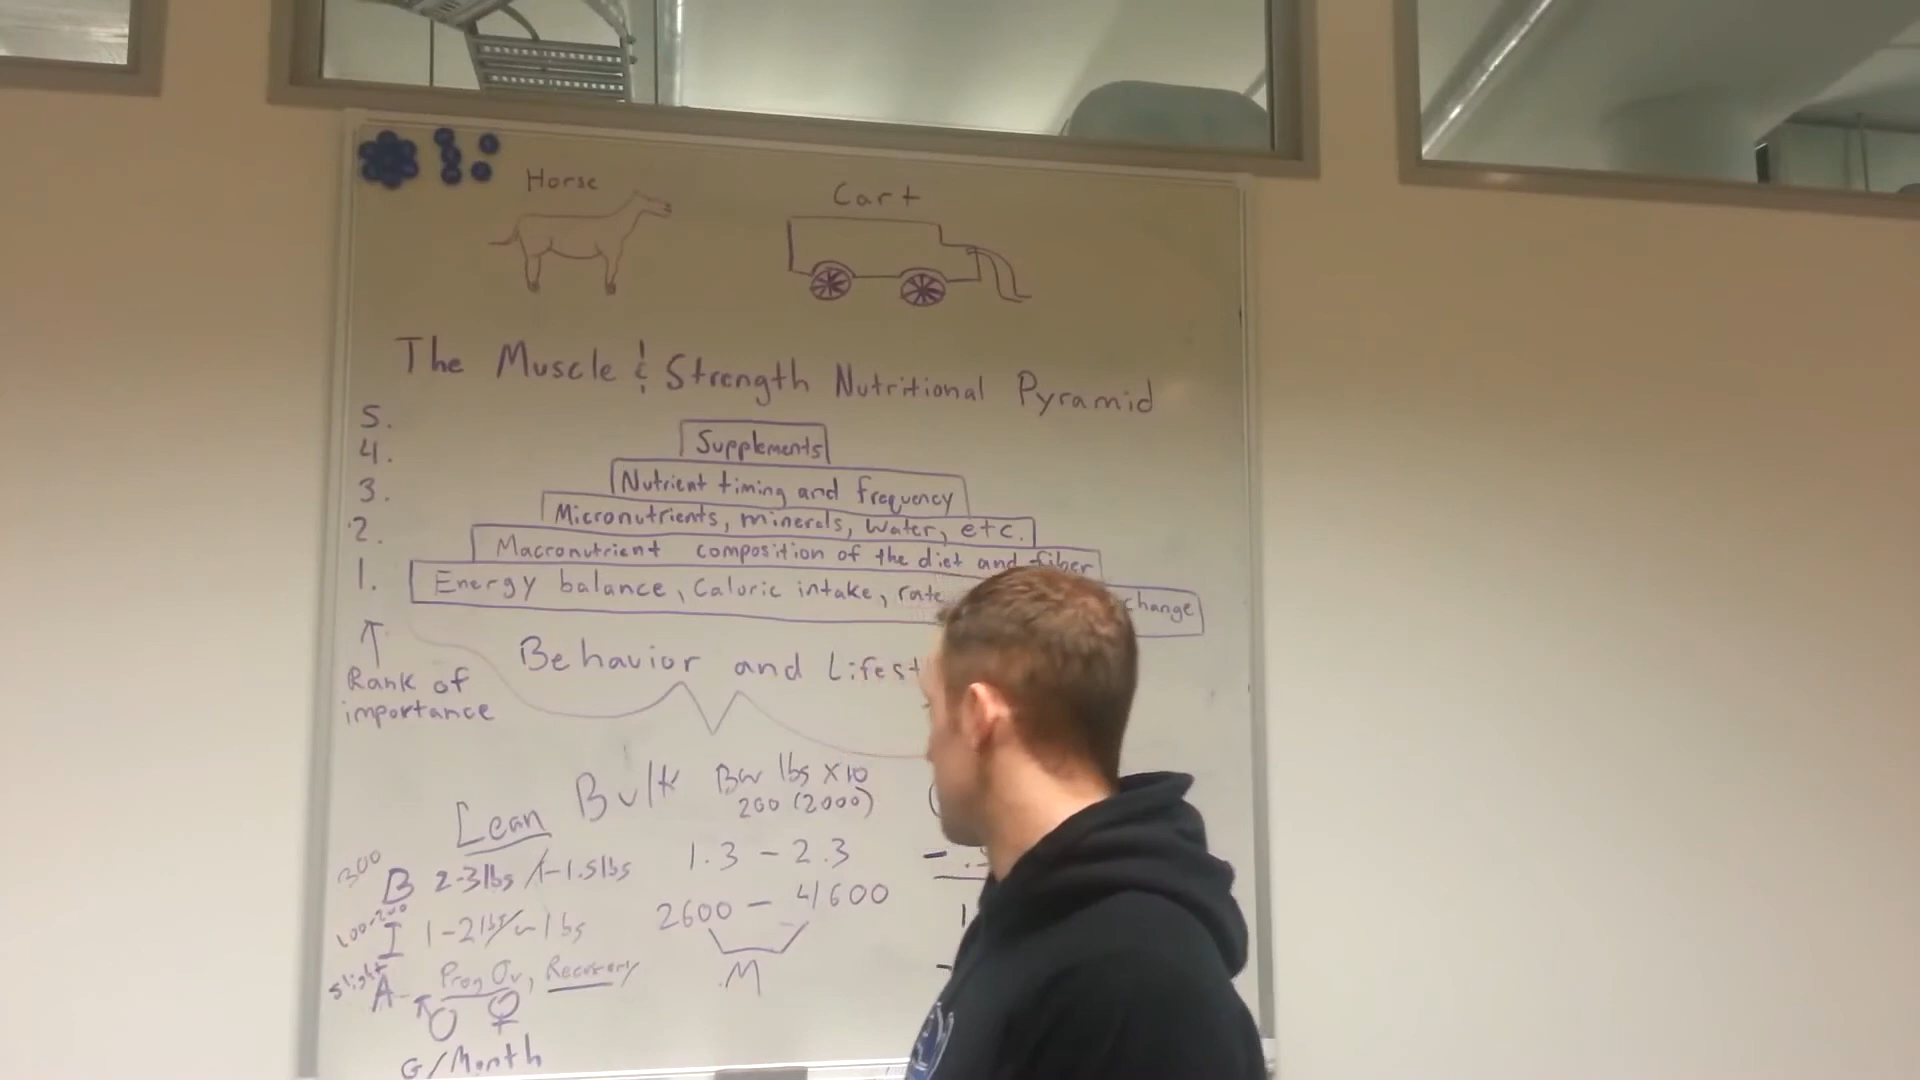 Horse
Cart
The Muscle & Strength Nutritional Pyramid
5.
4.
3.
2.
1.
Supplements
Nutrient timing and frequency
Micronutrients, minerals, water, etc.
Macronutrient composition of the diet and fiber
Energy balance, Caloric intake, rate change
Rank of importance
Behavior and Lifest
Lean Bulk
BW lbs x10
200 (2000)
1.3 - 2.3
2600 - 4600
M
300 B 2-3lbs / 1-1.5lbs
100-200 I 1-2lbs / ~1lbs
slight A - Prog Ov, Recovery
♂ ♀
G/Month